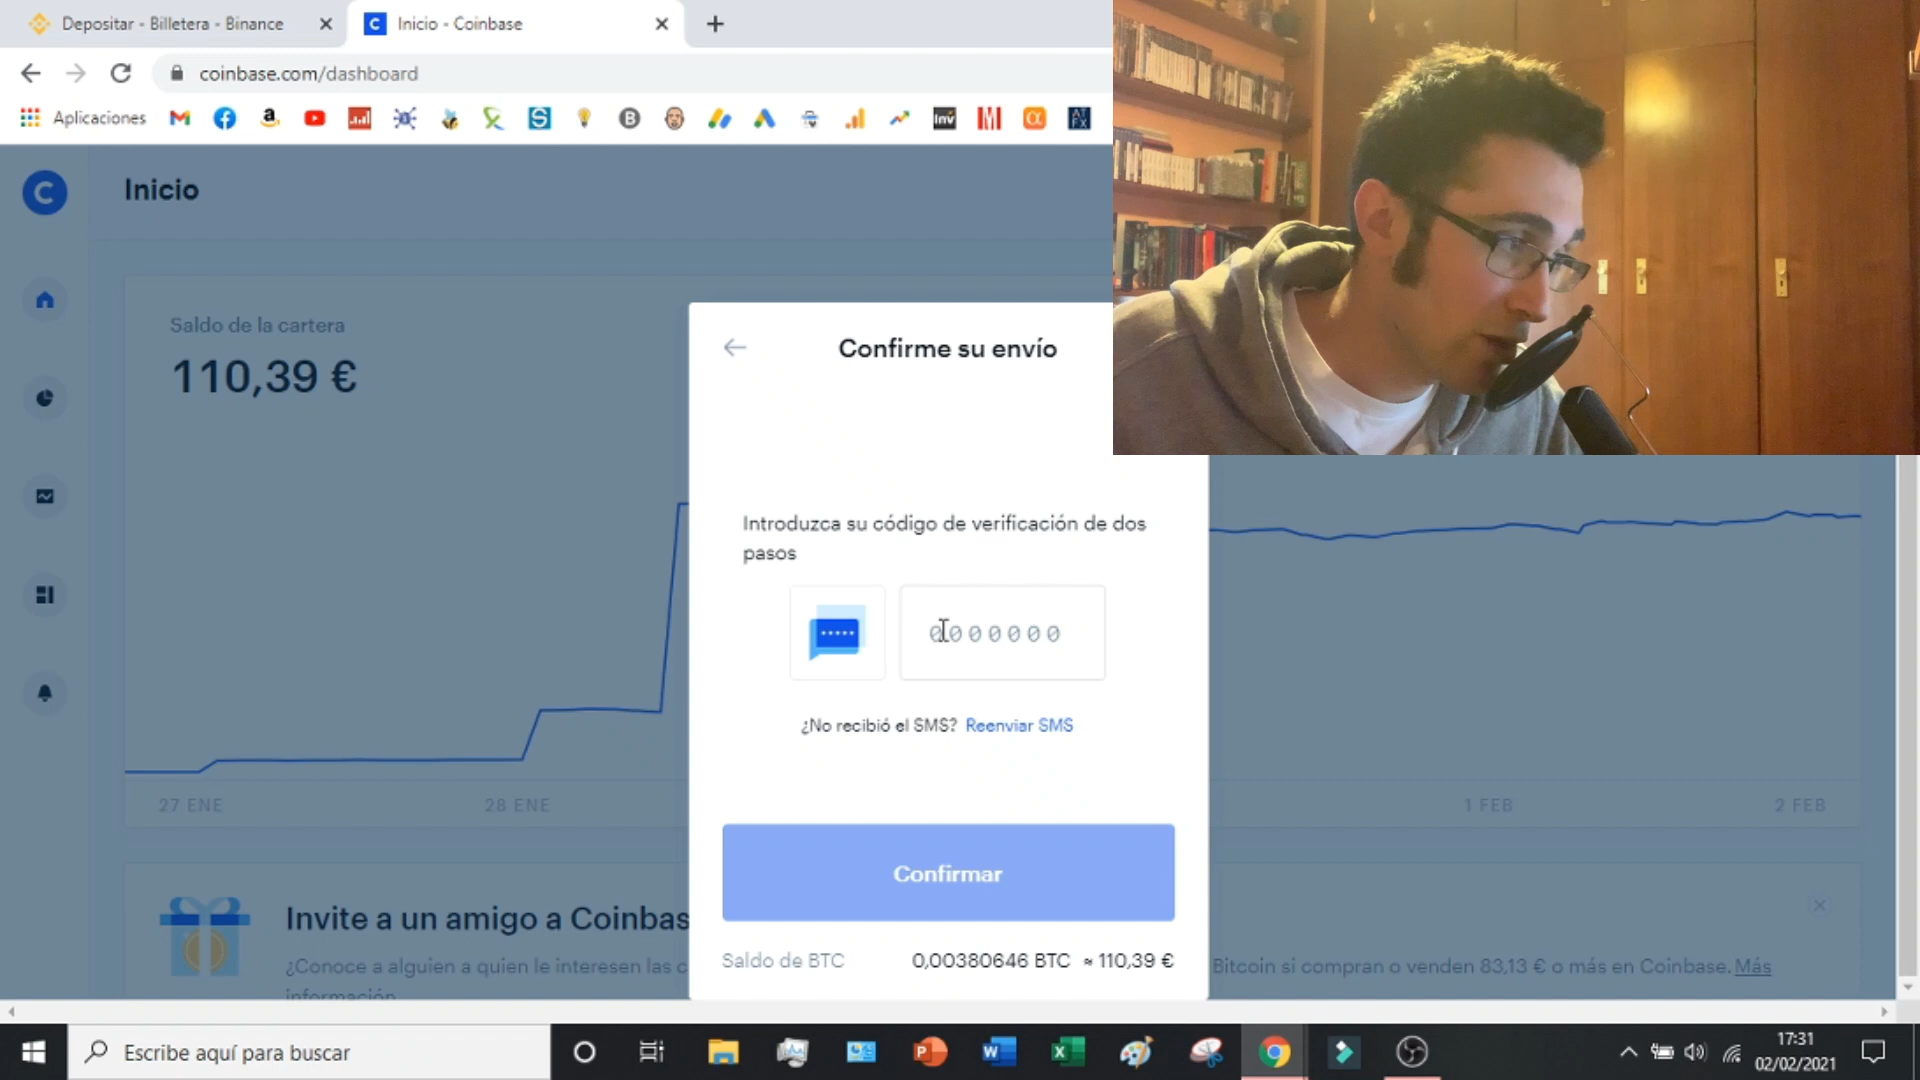 Depositar - Billetera - Binance
Inicio - Coinbase
coinbase.com/dashboard
Aplicaciones
Inicio
Saldo de la cartera
110,39 €
Confirme su envío
Introduzca su código de verificación de dos
pasos
0000000
¿No recibió el SMS? Reenviar SMS
27 ENE
28 ENE
1 FEB
2 FEB
Confirmar
Invite a un amigo a Coinbas
¿Conoce a alguien a quien le interesen las c
información
Bitcoin si compran o venden 83,13 € o más en Coinbase. Más
Saldo de BTC
0,00380646 BTC ≈ 110,39 €
Escribe aquí para buscar
17:31
02/02/2021